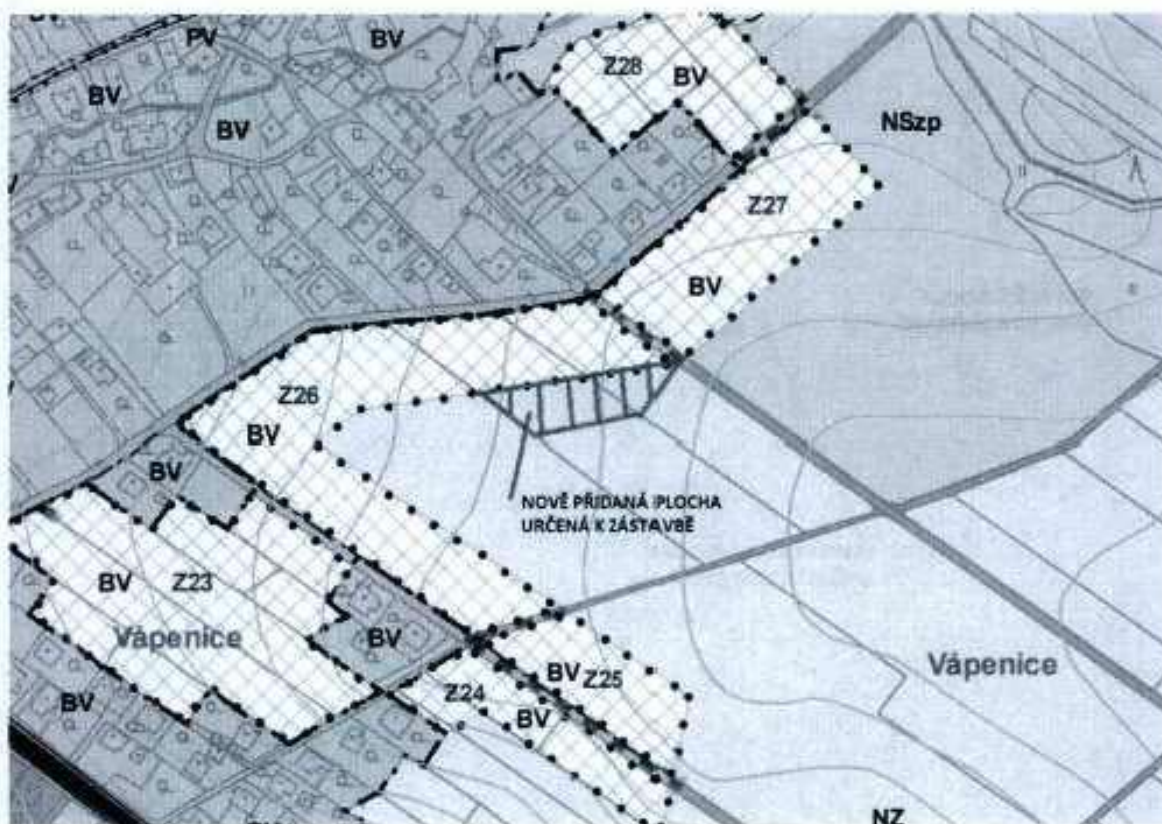 PV
BV
BV
BV
Z28
BV
NSzp
Z27
BV
Z26
BV
BV
NOVĚ PŘIDANÁ PLOCHA
URČENÁ K ZÁSTAVBĚ
BV
Z23
Vápenice
BV
BV
BV
Z25
Z24
BV
Vápenice
NZ